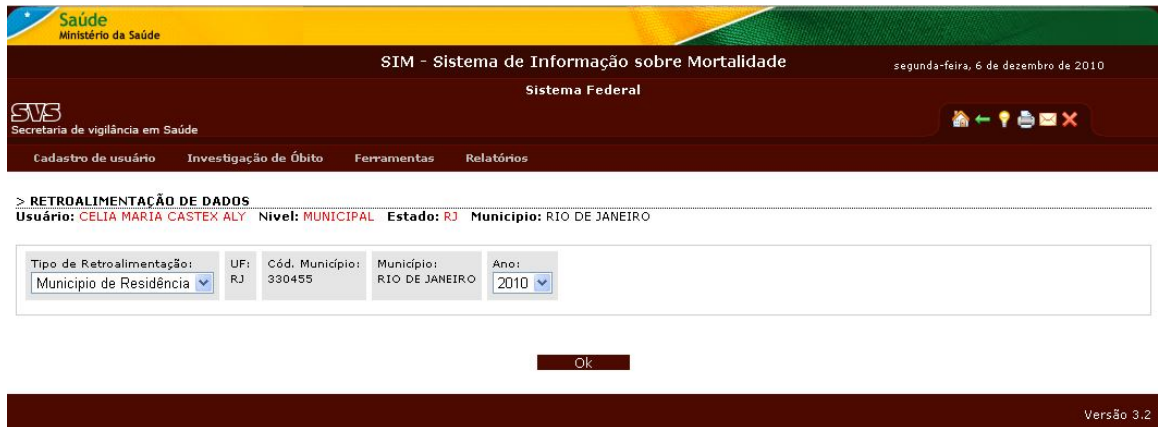 Saúde
Ministério da Saúde
SIM - Sistema de Informação sobre Mortalidade
segunda-feira, 6 de dezembro de 2010
Sistema Federal
SVS
Secretaria de vigilância em Saúde
Cadastro de usuário Investigação de Óbito Ferramentas Relatórios
> RETROALIMENTAÇÃO DE DADOS
Usuário: CELIA MARIA CASTEX ALY Nivel: MUNICIPAL Estado: RJ Municipio: RIO DE JANEIRO
Tipo de Retroalimentação: UF: Cód. Município: Município: Ano:
Municipio de Residência RJ 330455 RIO DE JANEIRO 2010
Ok
Versão 3.2